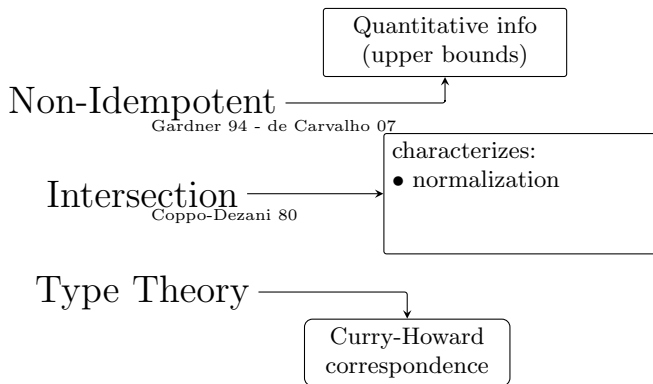 Quantitative info
(upper bounds)
Non-Idempotent
Gardner 94 - de Carvalho 07
characterizes:
• normalization
Intersection
Coppo-Dezani 80
Type Theory
Curry-Howard
correspondence